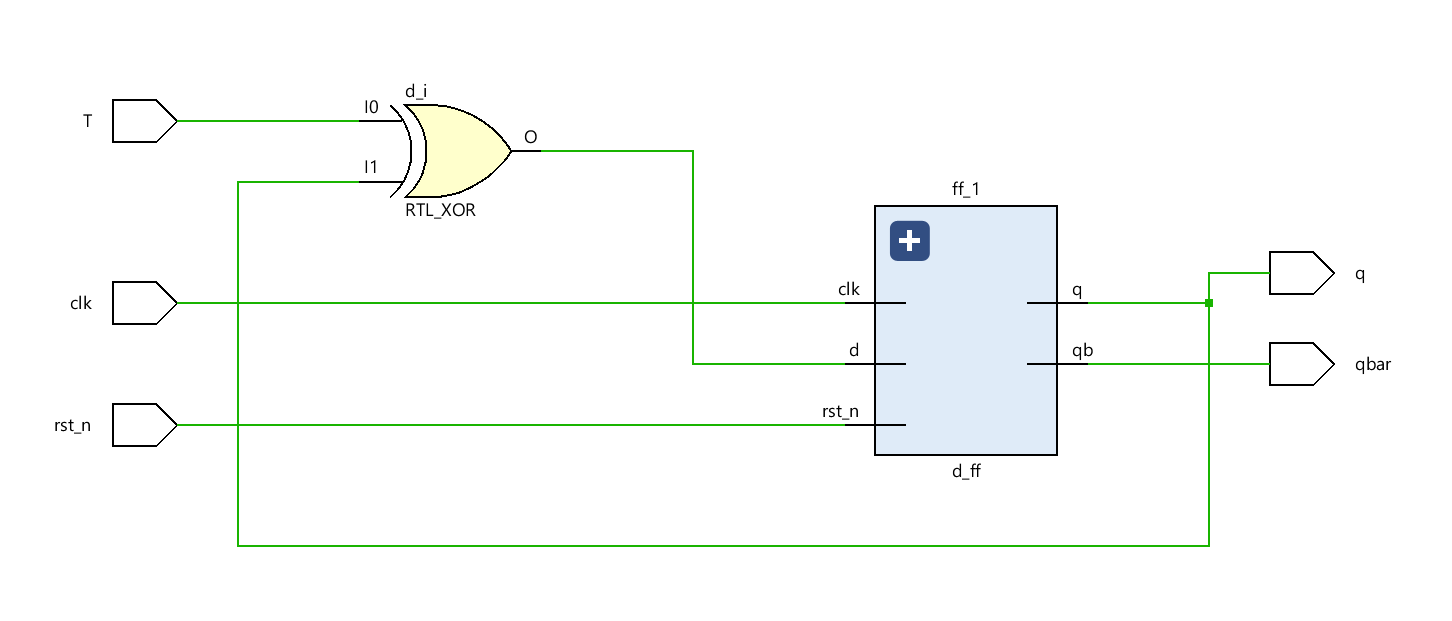 d_i
I0
T
O
I1
RTL_XOR
ff_1
q
clk
clk
q
d
qb
qbar
rst_n
rst_n
d_ff